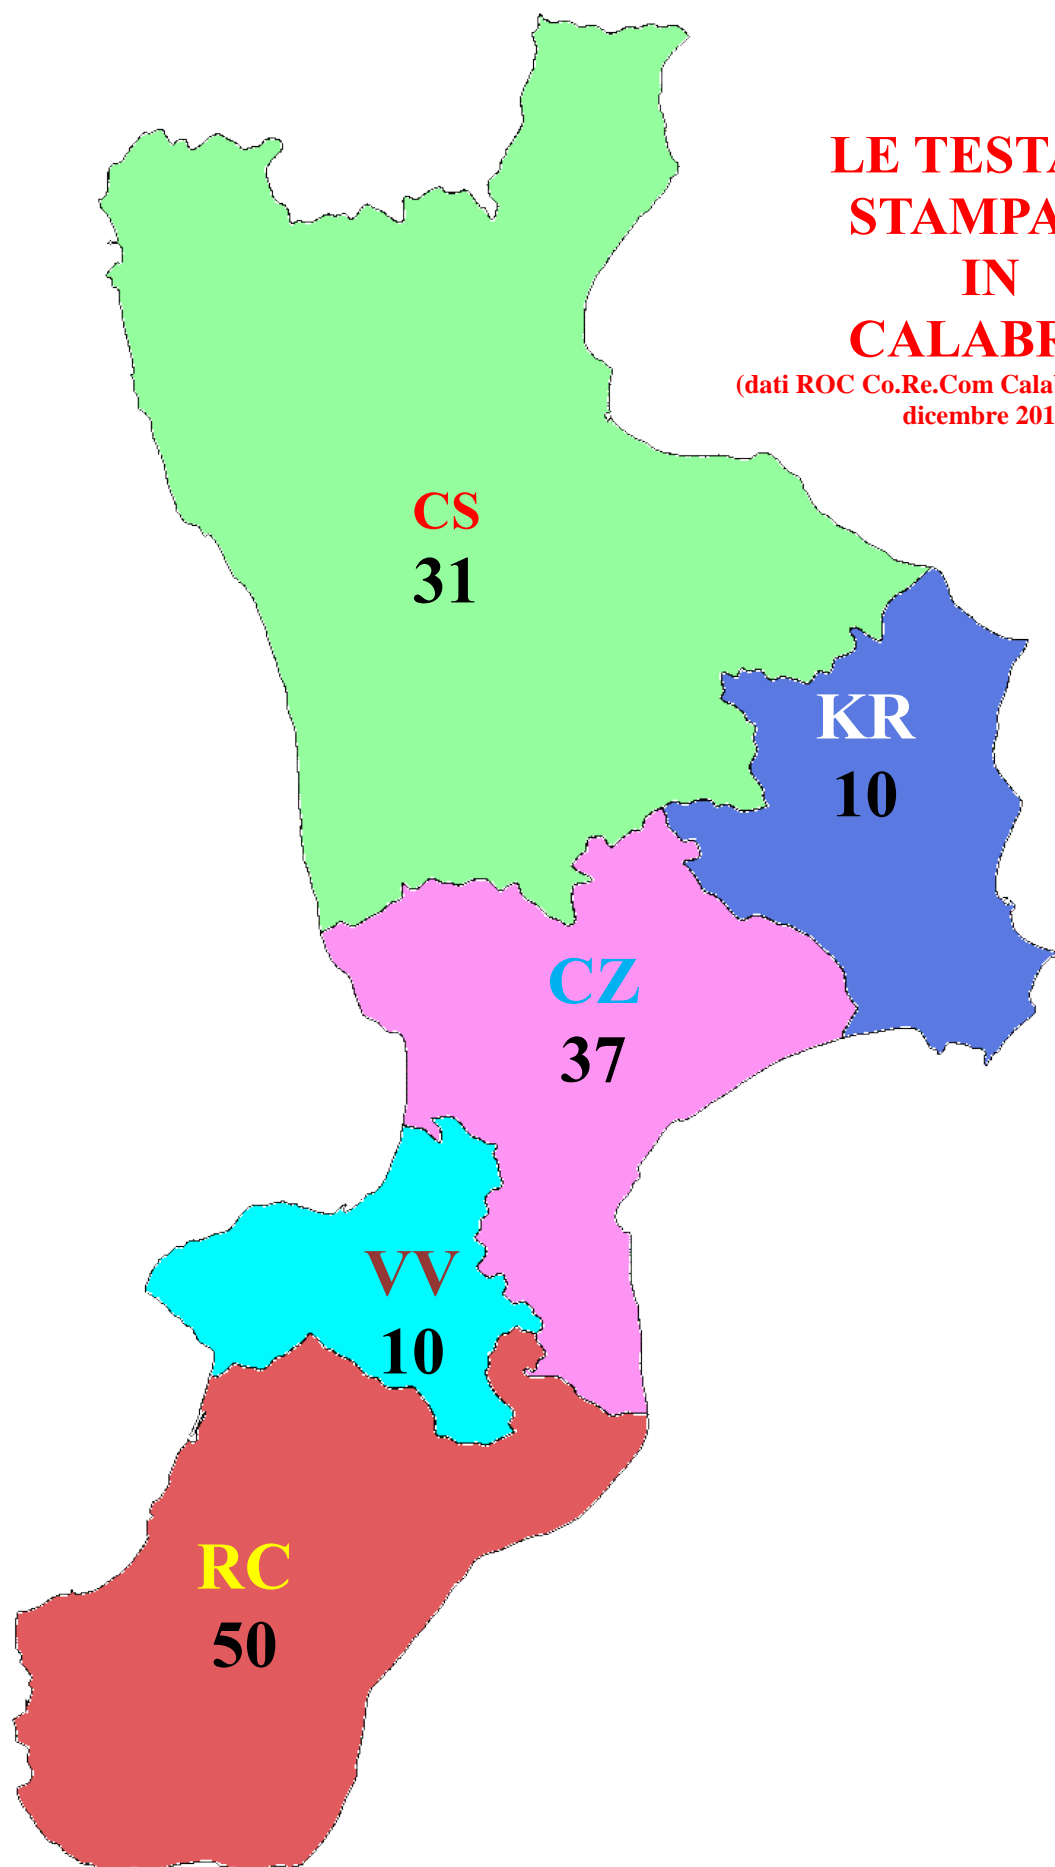 LE TESTA
STAMPA
IN
CALABR
(dati ROC Co.Re.Com Cala
dicembre 201
CS
31
KR
10
CZ
37
VV
10
RC
50